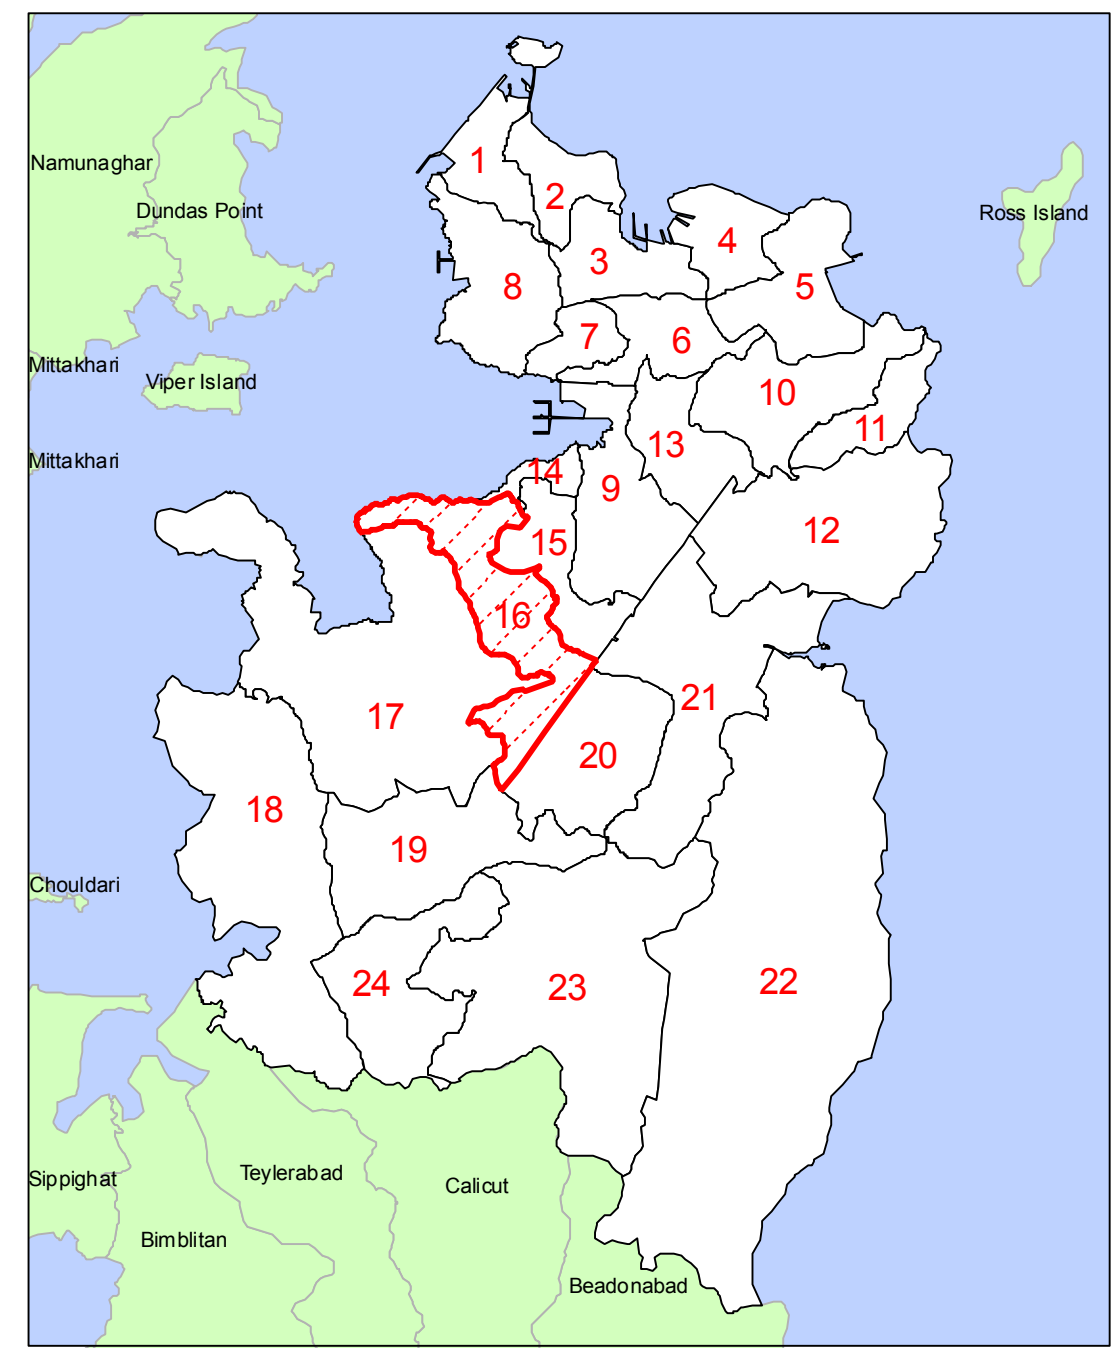 1
Namunaghar
2
Dundas Point
Ross Island
4
3
8
5
7
6
Mittakhari
Viper Island
10
11
13
Mittakhari
14
9
12
15
16
21
17
20
18
19
Chouldari
24
23
22
Sippighat
Teylerabad
Calicut
Bimblitan
Beadonabad